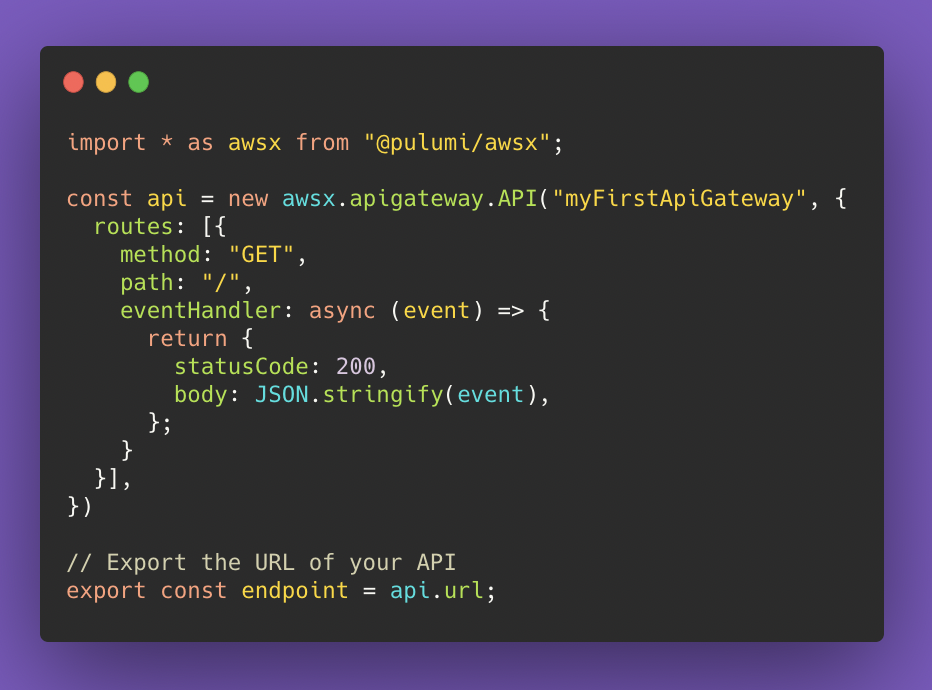 import * as awsx from "@pulumi/awsx";

const api = new awsx.apigateway.API("myFirstApiGateway", {
  routes: [{
    method: "GET",
    path: "/",
    eventHandler: async (event) => {
      return {
        statusCode: 200,
        body: JSON.stringify(event),
      };
    }
  }],
})

// Export the URL of your API
export const endpoint = api.url;